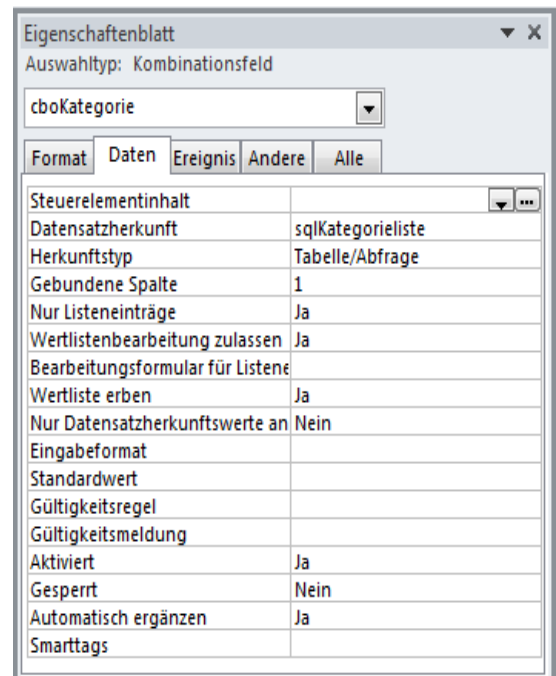 Eigenschaftenblatt
Auswahltyp: Kombinationsfeld
cboKategorie
Format Daten Ereignis Andere Alle
Steuerelementinhalt
Datensatzherkunft sqlKategorieliste
Herkunftstyp Tabelle/Abfrage
Gebundene Spalte 1
Nur Listeneinträge Ja
Wertlistenbearbeitung zulassen Ja
Bearbeitungsformular für Listene
Wertliste erben Ja
Nur Datensatzherkunftswerte an Nein
Eingabeformat
Standardwert
Gültigkeitsregel
Gültigkeitsmeldung
Aktiviert Ja
Gesperrt Nein
Automatisch ergänzen Ja
Smarttags